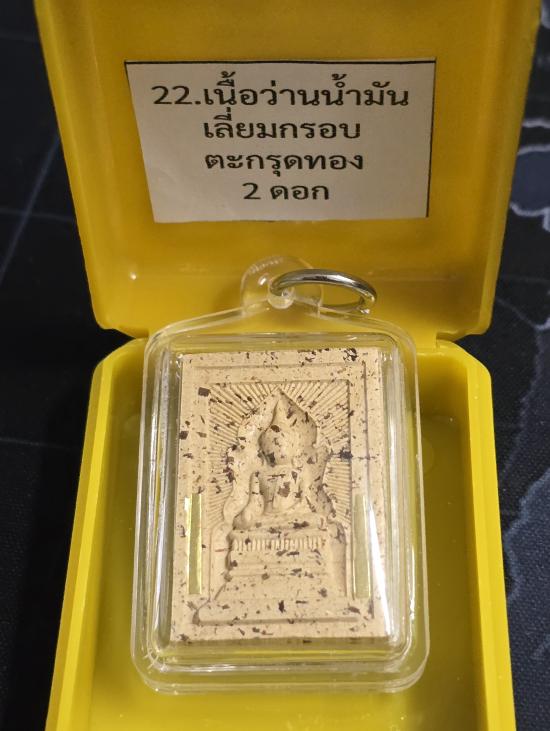 22.เนื้อว่านน้ำมัน
เลี่ยมกรอบ
ตะกรุดทอง
2 ดอก